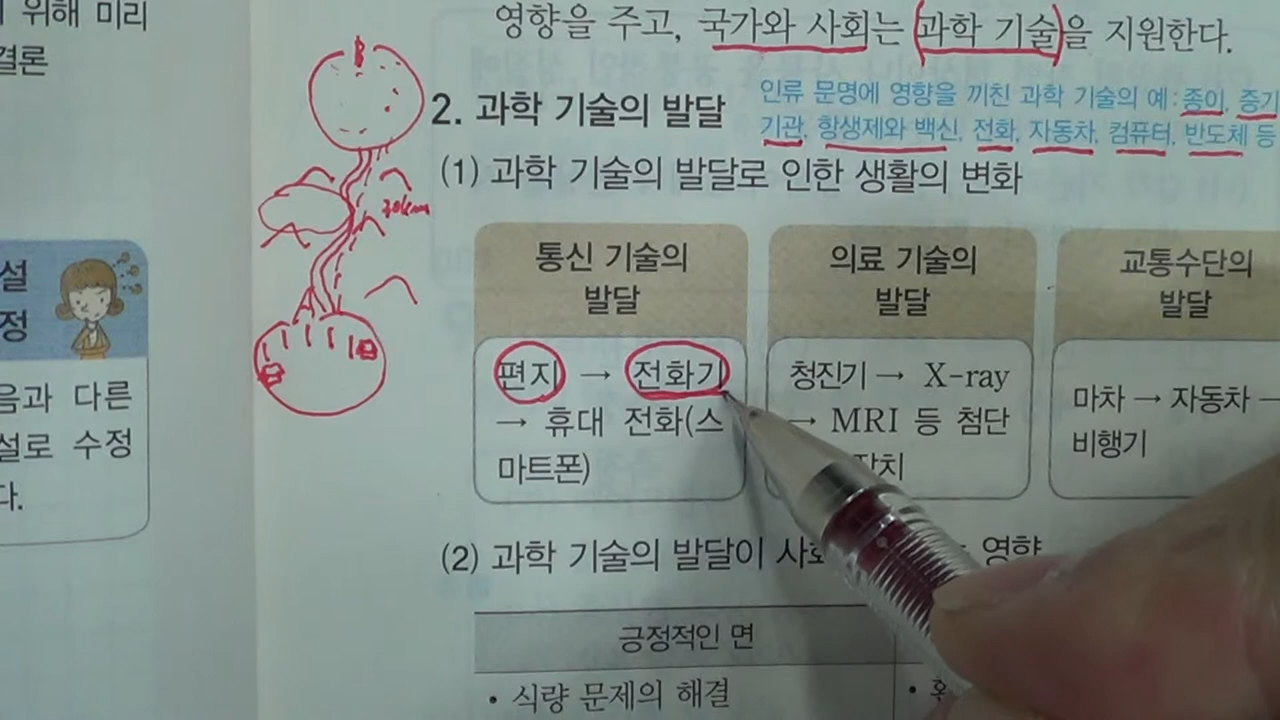 위해 미리
결론
설
정
음과 다른
설로 수정
다.
영향을 주고, 국가와 사회는 과학 기술을 지원한다.
2. 과학 기술의 발달
인류 문명에 영향을 끼친 과학 기술의 예: 종이, 증기
기관, 항생제와 백신, 전화, 자동차, 컴퓨터, 반도체 등
(1) 과학 기술의 발달로 인한 생활의 변화
30km
통신 기술의
발달
편지 → 전화기
→ 휴대 전화(스
마트폰)
의료 기술의
발달
청진기 → X-ray
→ MRI 등 첨단
장치
교통수단의
발달
마차 → 자동차 →
비행기
(2) 과학 기술의 발달이 영향
긍정적인 면
• 식량 문제의 해결